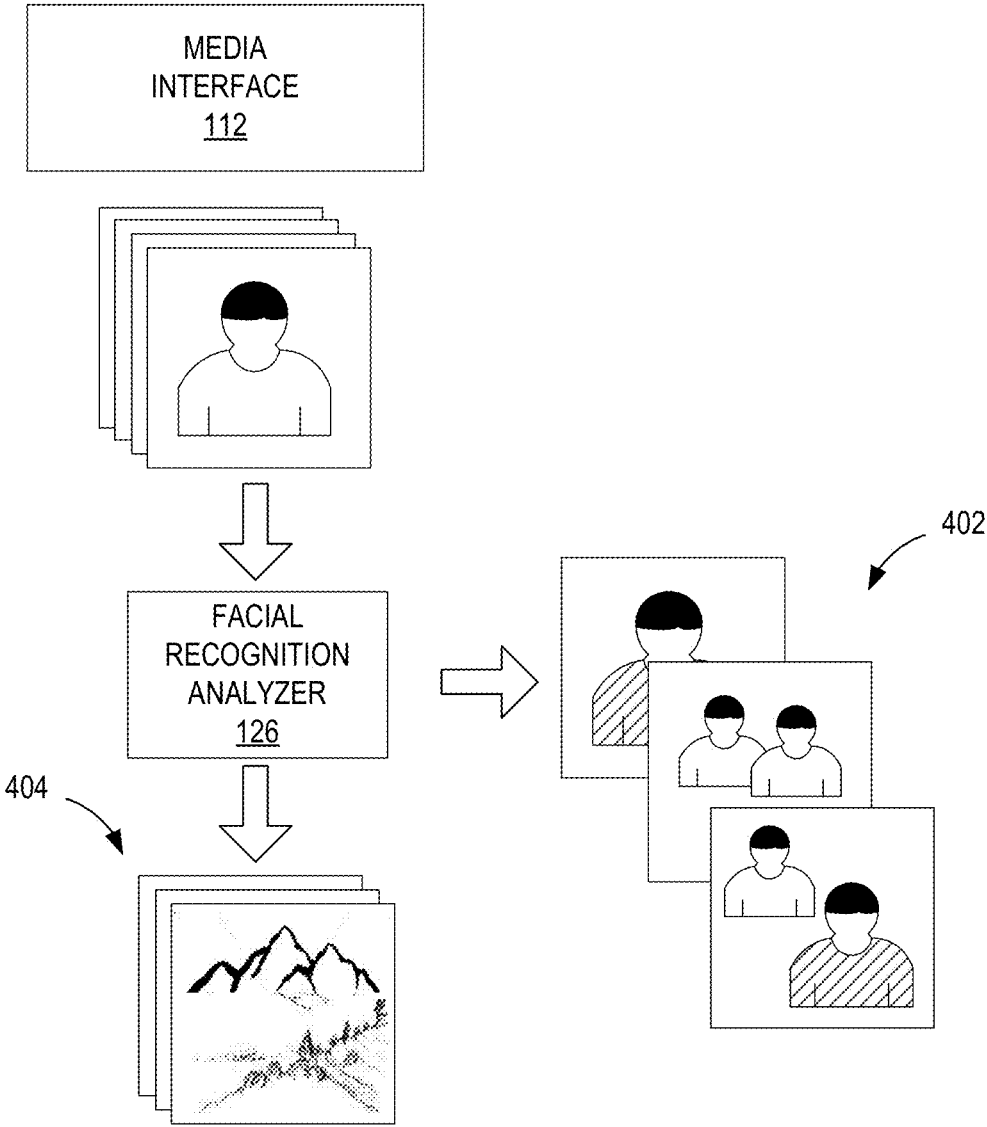 MEDIA
INTERFACE
112
402
FACIAL
RECOGNITION
ANALYZER
126
404